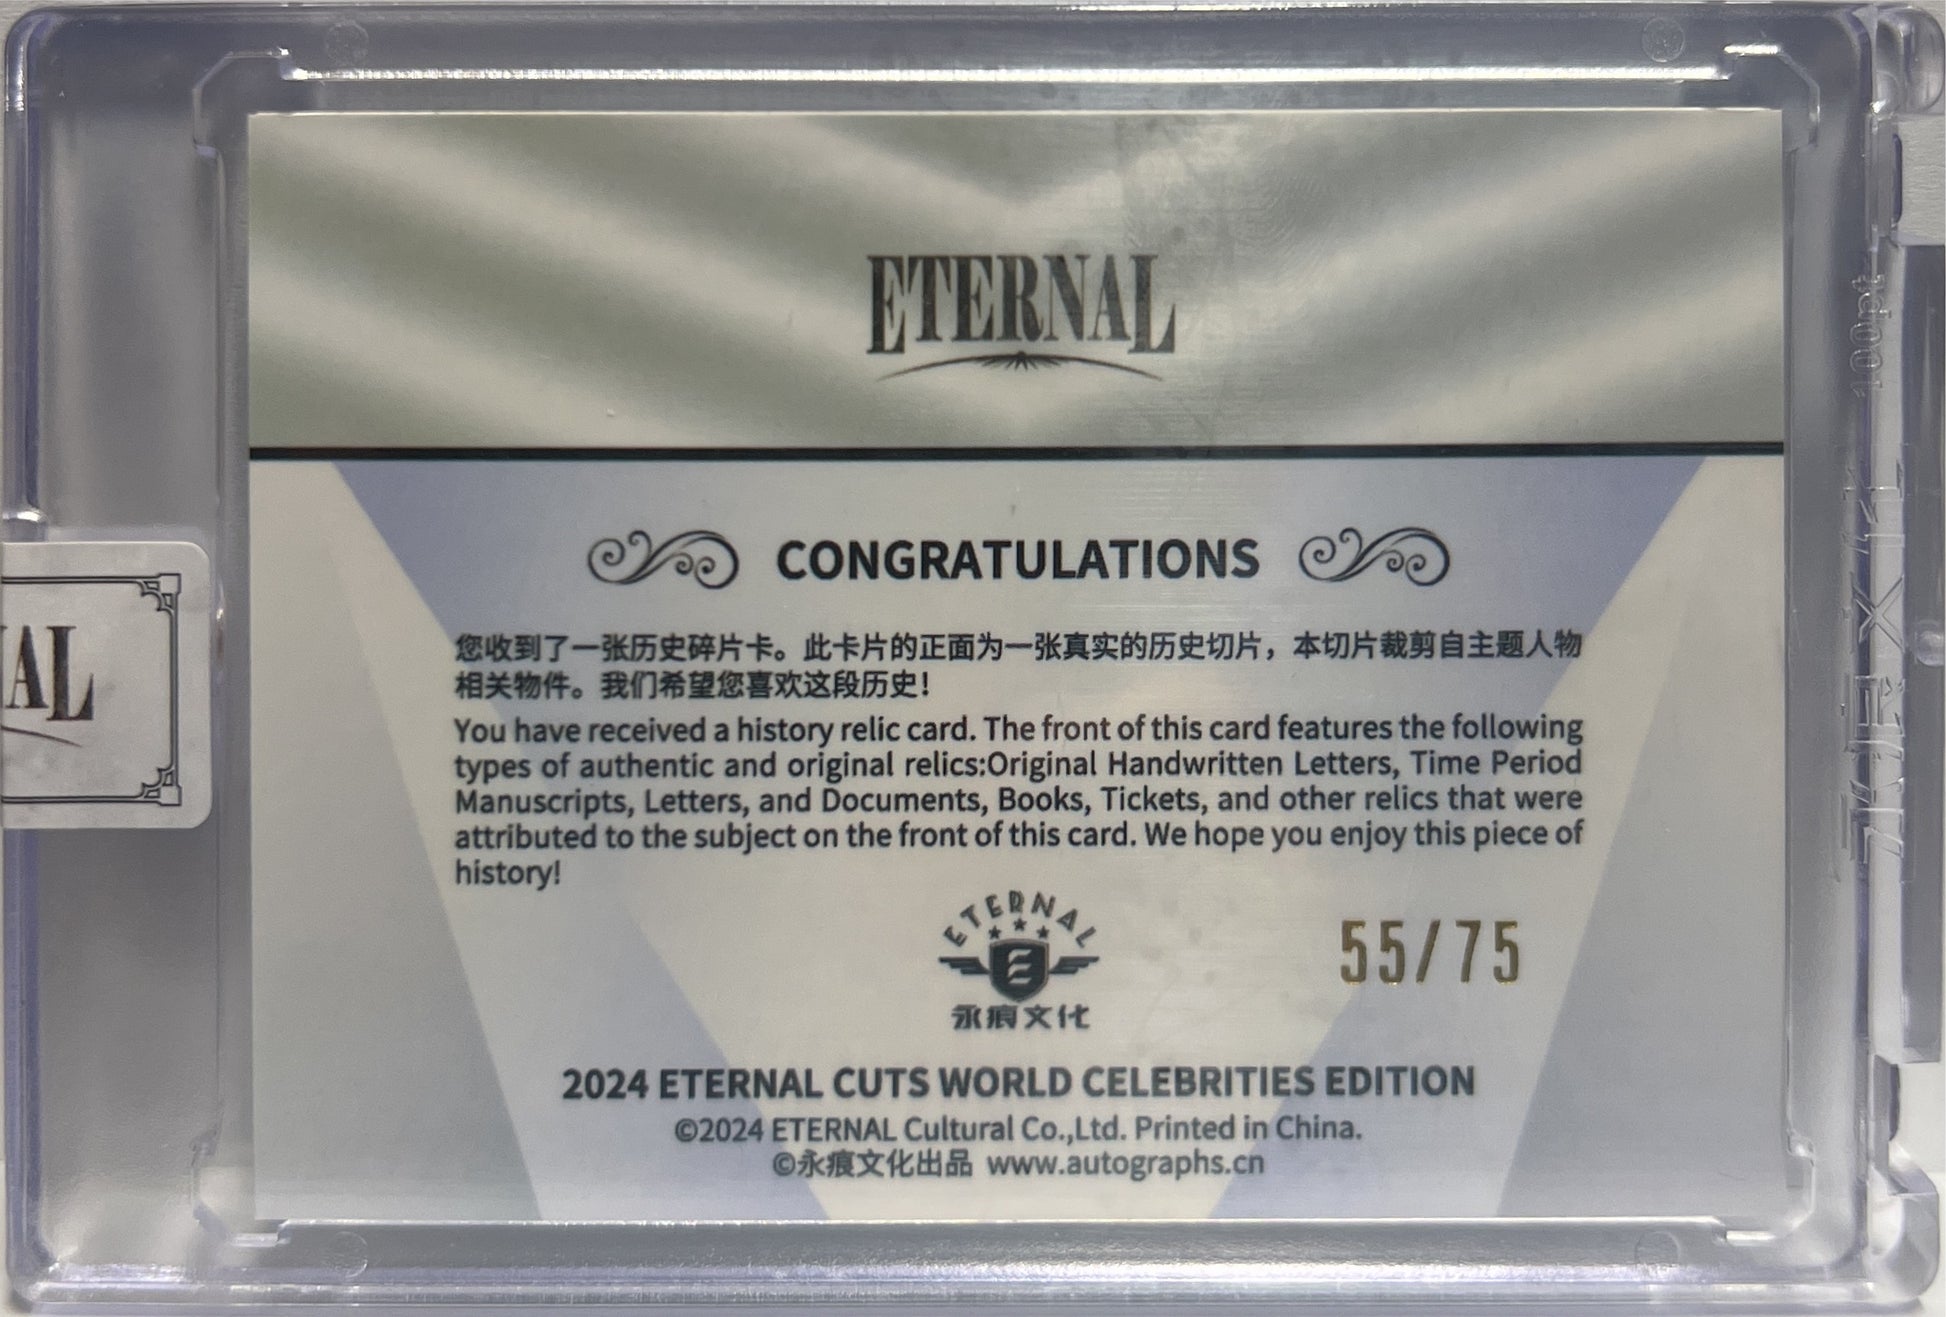 ETERNAL
CONGRATULATIONS
您收到了一张历史碎片卡。此卡片的正面为一张真实的历史切片，本切片裁剪自主题人物
相关物件。我们希望您喜欢这段历史！
You have received a history relic card. The front of this card features the following
types of authentic and original relics:Original Handwritten Letters, Time Period
Manuscripts, Letters, and Documents, Books, Tickets, and other relics that were
attributed to the subject on the front of this card. We hope you enjoy this piece of
history!
ETERNAL
永痕文化
55/75
2024 ETERNAL CUTS WORLD CELEBRITIES EDITION
©2024 ETERNAL Cultural Co.,Ltd. Printed in China.
©永痕文化出品 www.autographs.cn
AL
100pt
永痕文化